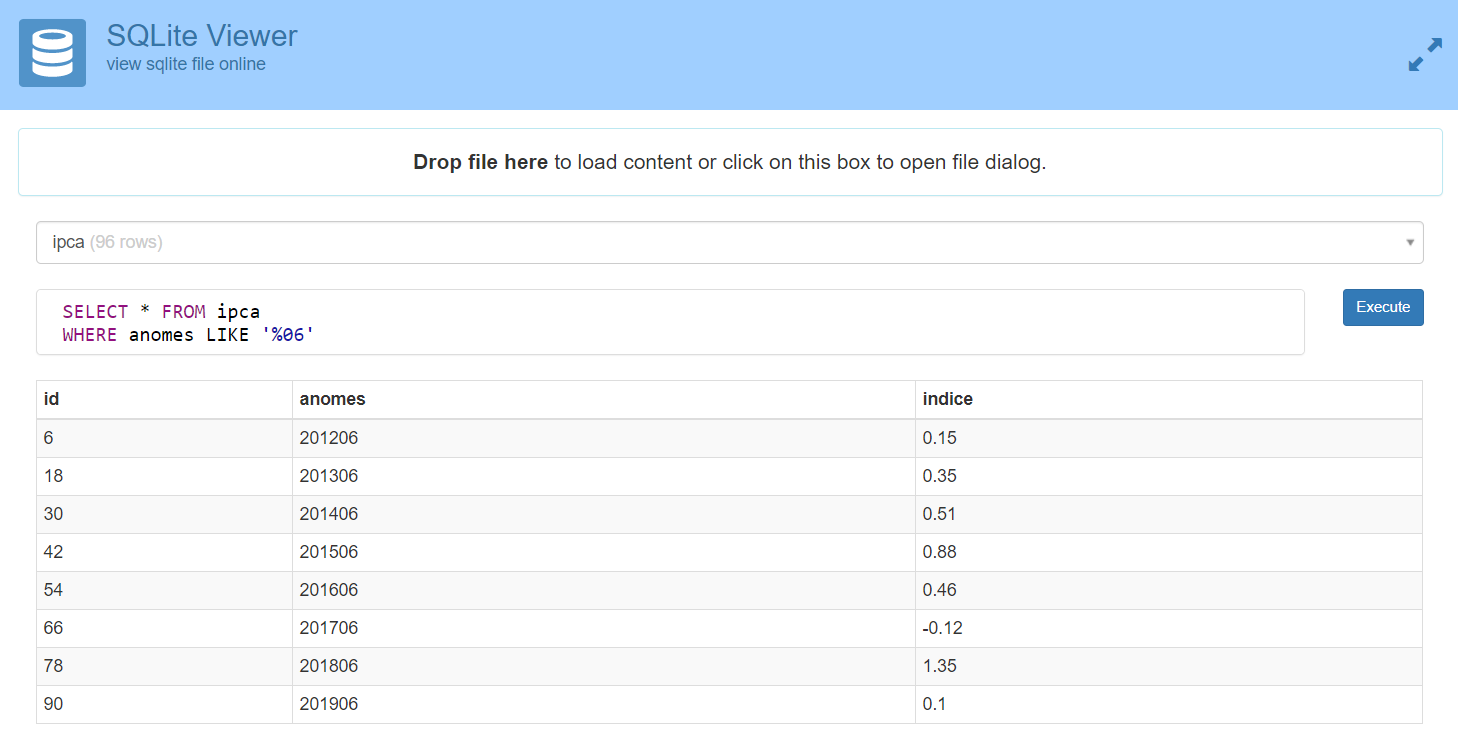 SQLite Viewer
view sqlite file online
Drop file here to load content or click on this box to open file dialog.
ipca (96 rows)
SELECT * FROM ipca
WHERE anomes LIKE '%06'
Execute
id anomes indice
6 201206 0.15
18 201306 0.35
30 201406 0.51
42 201506 0.88
54 201606 0.46
66 201706 -0.12
78 201806 1.35
90 201906 0.1